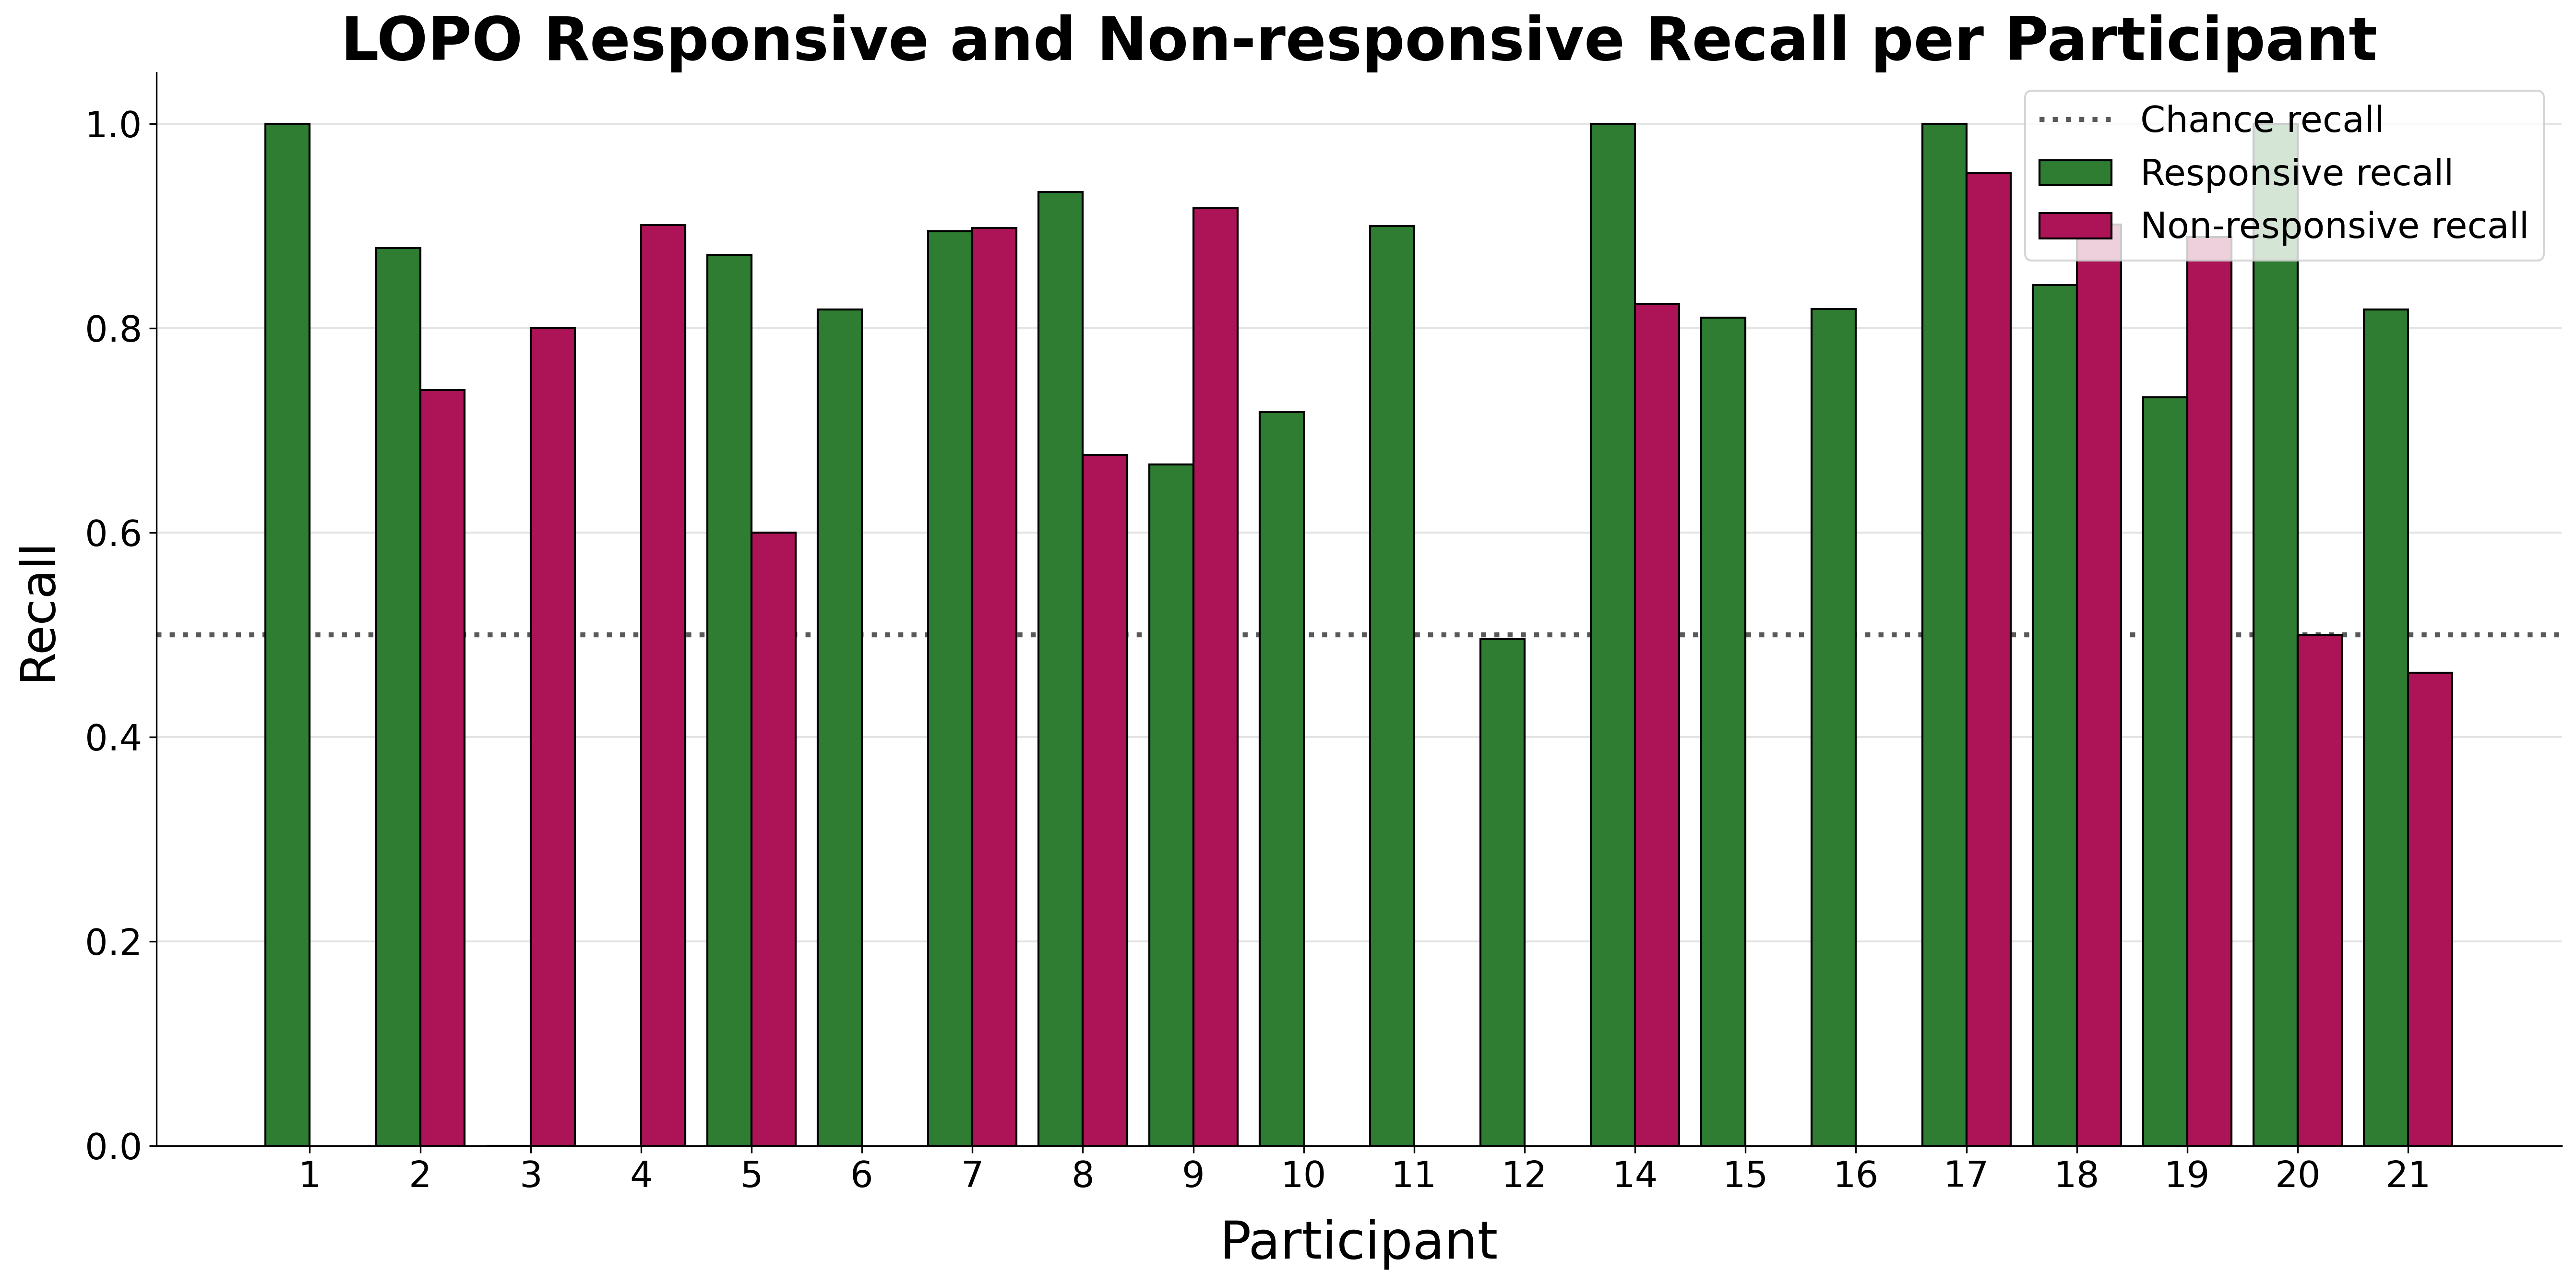 LOPO Responsive and Non-responsive Recall per Participant
Chance recall
Responsive recall
Non-responsive recall
1.0
0.8
0.6
0.4
0.2
0.0
Recall
1 2 3 4 5 6 7 8 9 10 11 12 14 15 16 17 18 19 20 21
Participant